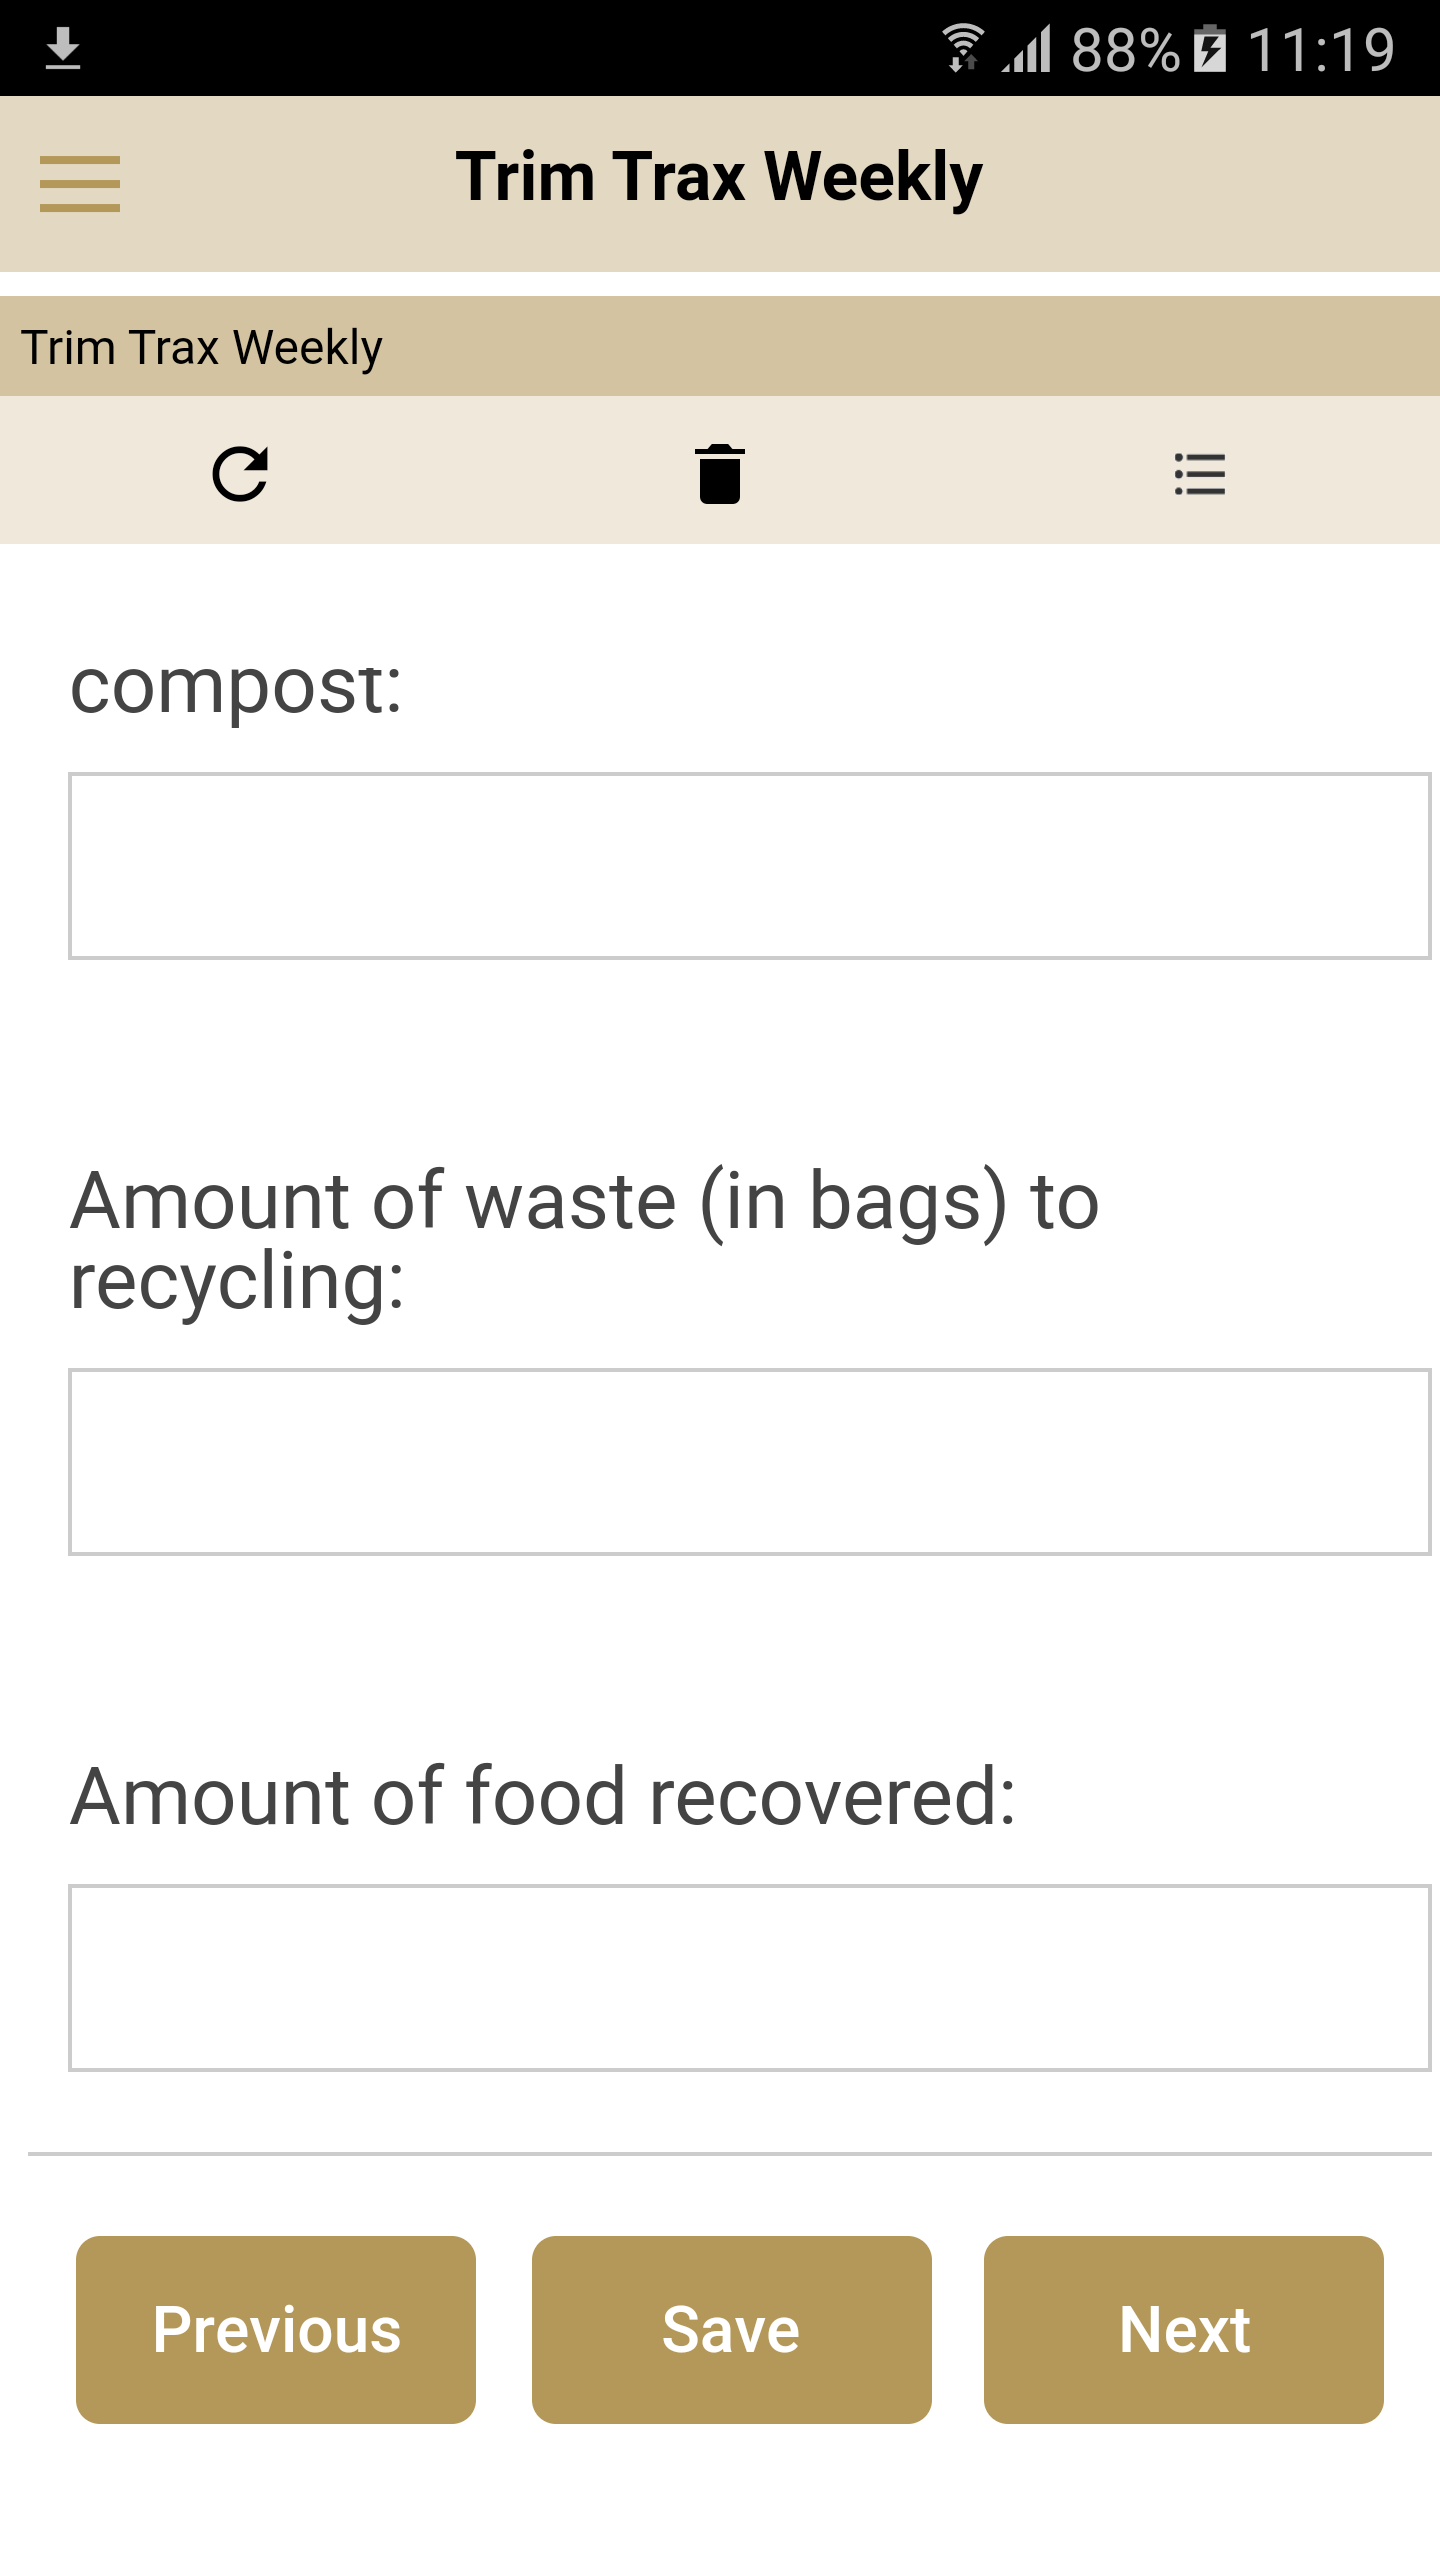 88% 11:19
Trim Trax Weekly
Trim Trax Weekly
compost:
Amount of waste (in bags) to
recycling:
Amount of food recovered:
Previous Save Next